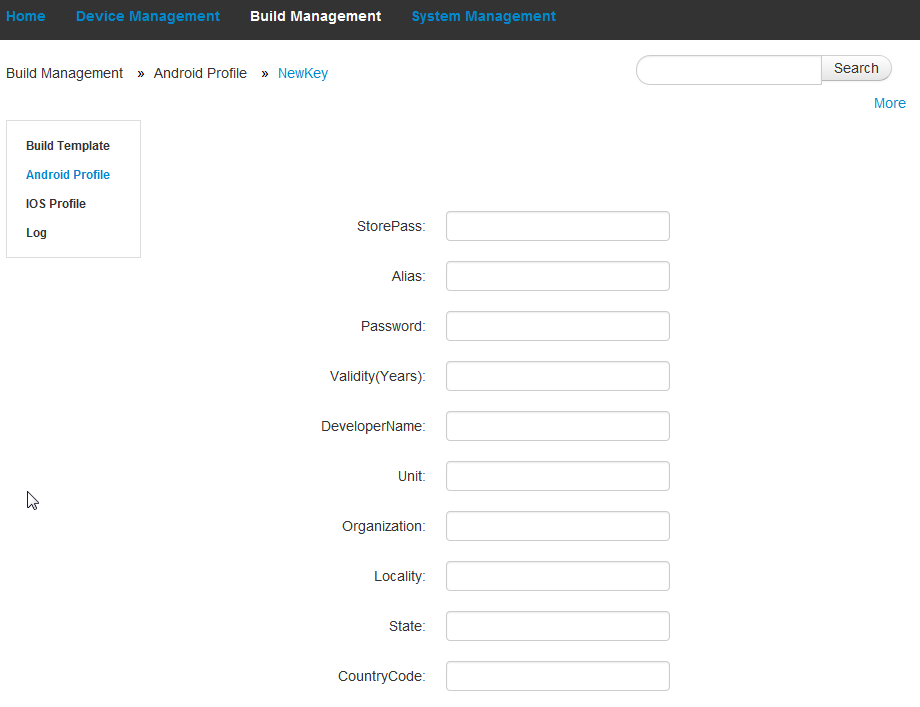 Home Device Management Build Management System Management
Build Management » Android Profile » NewKey
Search
More
Build Template
Android Profile
IOS Profile
Log
StorePass:
Alias:
Password:
Validity(Years):
DeveloperName:
Unit:
Organization:
Locality:
State:
CountryCode: